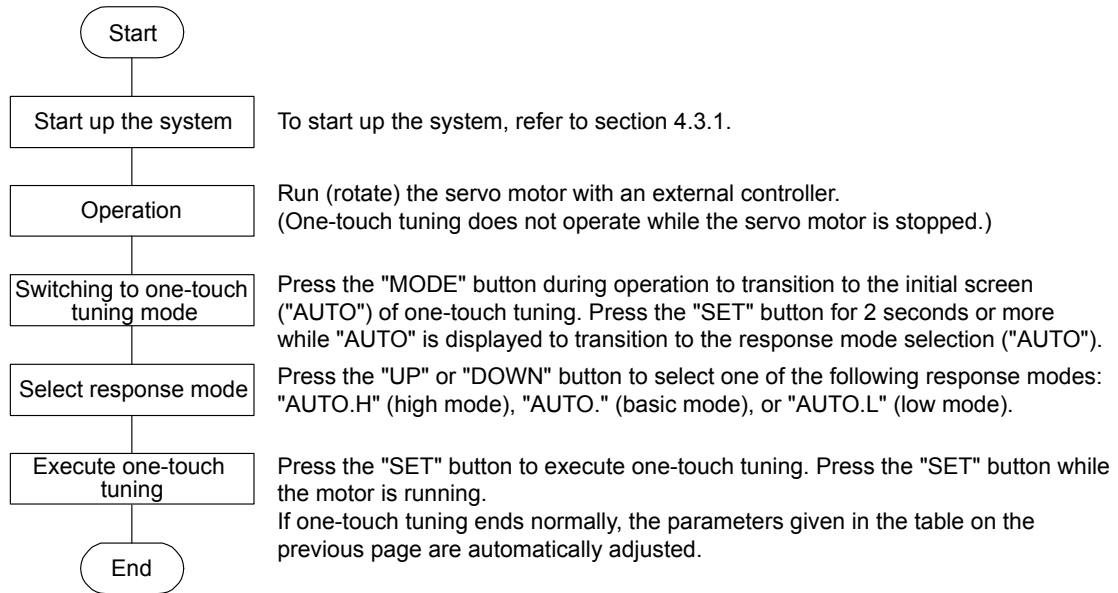 Start
Start up the system
To start up the system, refer to section 4.3.1.
Operation
Run (rotate) the servo motor with an external controller.
(One-touch tuning does not operate while the servo motor is stopped.)
Switching to one-touch
tuning mode
Press the "MODE" button during operation to transition to the initial screen
("AUTO") of one-touch tuning. Press the "SET" button for 2 seconds or more
while "AUTO" is displayed to transition to the response mode selection ("AUTO").
Select response mode
Press the "UP" or "DOWN" button to select one of the following response modes:
"AUTO.H" (high mode), "AUTO." (basic mode), or "AUTO.L" (low mode).
Execute one-touch
tuning
Press the "SET" button to execute one-touch tuning. Press the "SET" button while
the motor is running.
If one-touch tuning ends normally, the parameters given in the table on the
previous page are automatically adjusted.
End